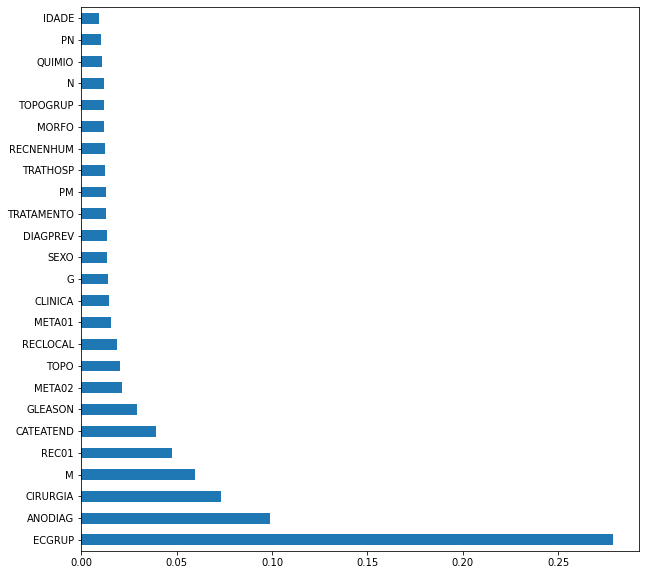 IDADE
PN
QUIMIO
N
TOPOGRUP
MORFO
RECNENHUM
TRATHOSP
PM
TRATAMENTO
DIAGPREV
SEXO
G
CLINICA
META01
RECLOCAL
TOPO
META02
GLEASON
CATEATEND
REC01
M
CIRURGIA
ANODIAG
ECGRUP
0.00 0.05 0.10 0.15 0.20 0.25